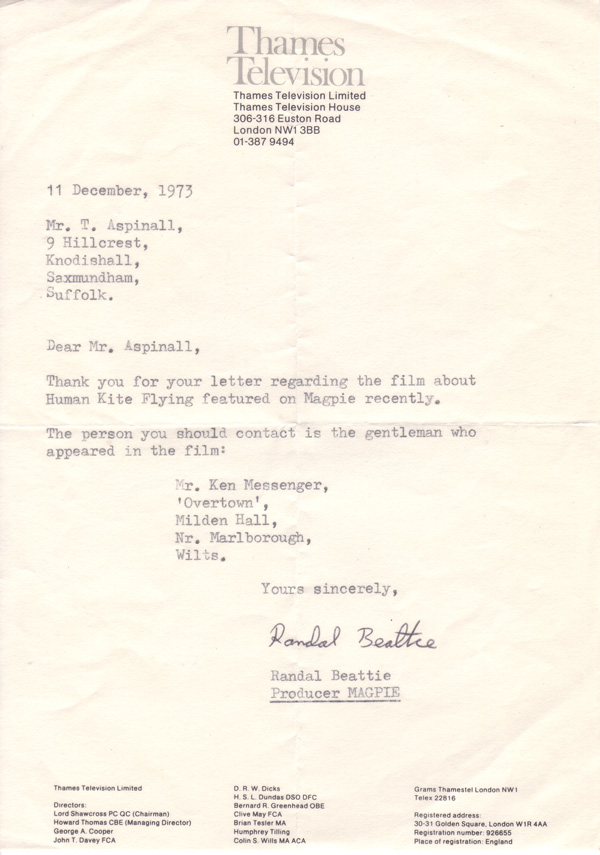 Thames
Television
Thames Television Limited
Thames Television House
306-316 Euston Road
London NW1 3BB
01-387 9494
11 December, 1973
Mr. T. Aspinall,
9 Hillcrest,
Knodishall,
Saxmundham,
Suffolk.
Dear Mr. Aspinall,
Thank you for your letter regarding the film about
Human Kite Flying featured on Magpie recently.
The person you should contact is the gentleman who
appeared in the film:
Mr. Ken Messenger,
'Overtown',
Milden Hall,
Nr. Marlborough,
Wilts.
Yours sincerely,
Randal Beattie
Randal Beattie
Producer MAGPIE
Thames Television Limited
Directors:
Lord Shawcross PC QC (Chairman)
Howard Thomas CBE (Managing Director)
George A. Cooper
John T. Davey FCA
D. R. W. Dicks
H. S. L. Dundas DSO DFC
Bernard R. Greenhead OBE
Clive May FCA
Brian Tesler MA
Humphrey Tilling
Colin S. Wills MA ACA
Grams Thamestel London NW1
Telex 22816
Registered address:
30-31 Golden Square, London W1R 4AA
Registration number: 926655
Place of registration: England